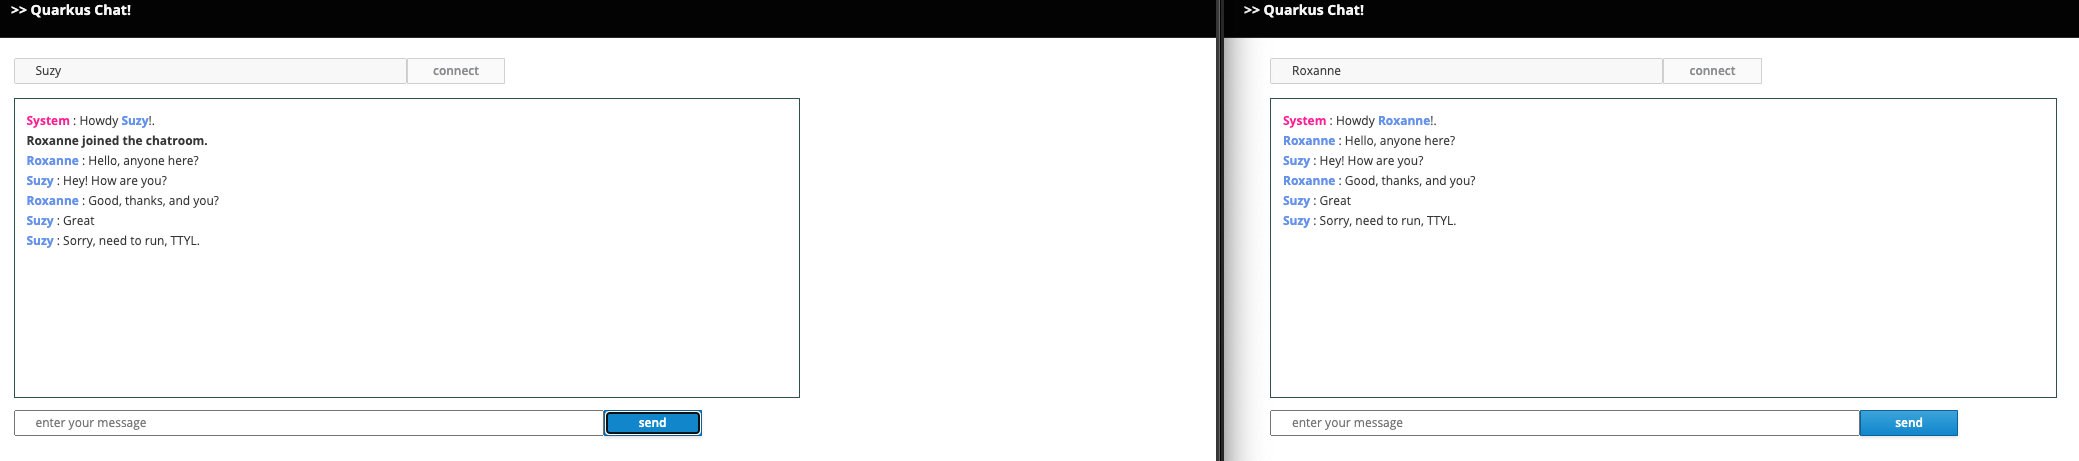 >> Quarkus Chat!
Suzy
connect
System : Howdy Suzy!.
Roxanne joined the chatroom.
Roxanne : Hello, anyone here?
Suzy : Hey! How are you?
Roxanne : Good, thanks, and you?
Suzy : Great
Suzy : Sorry, need to run, TTYL.
enter your message
send
>> Quarkus Chat!
Roxanne
connect
System : Howdy Roxanne!.
Roxanne : Hello, anyone here?
Suzy : Hey! How are you?
Roxanne : Good, thanks, and you?
Suzy : Great
Suzy : Sorry, need to run, TTYL.
enter your message
send